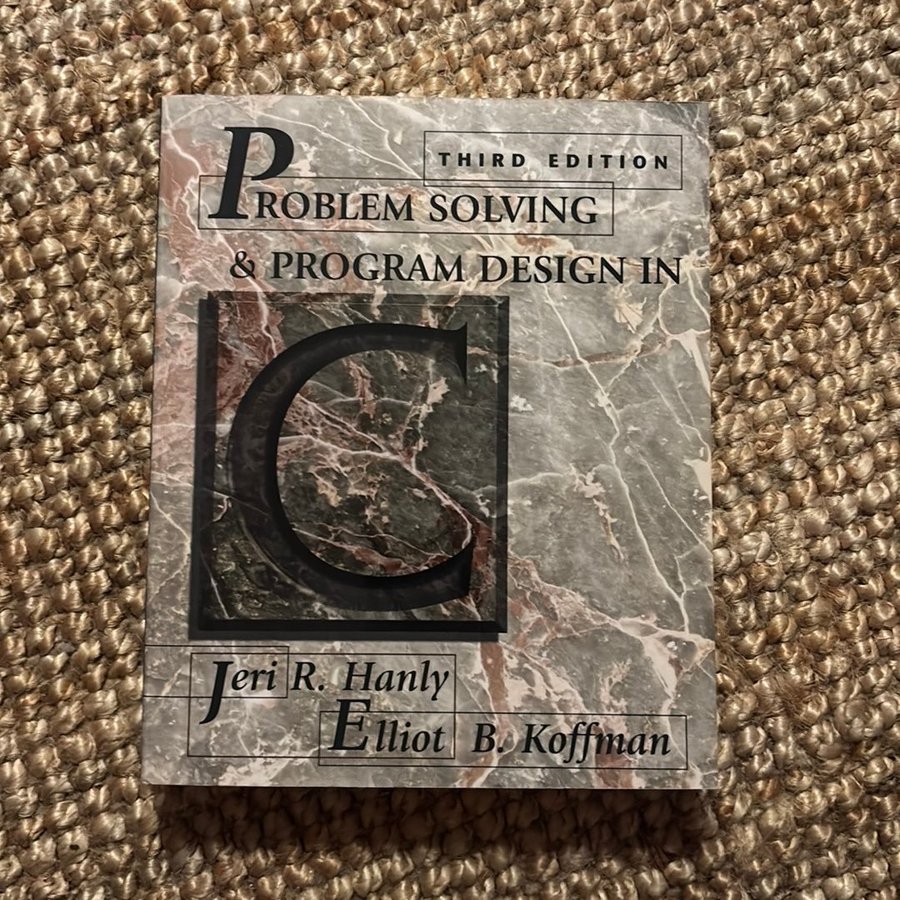 THIRD EDITION
PROBLEM SOLVING
& PROGRAM DESIGN IN
C
Jeri R. Hanly
Elliot B. Koffman